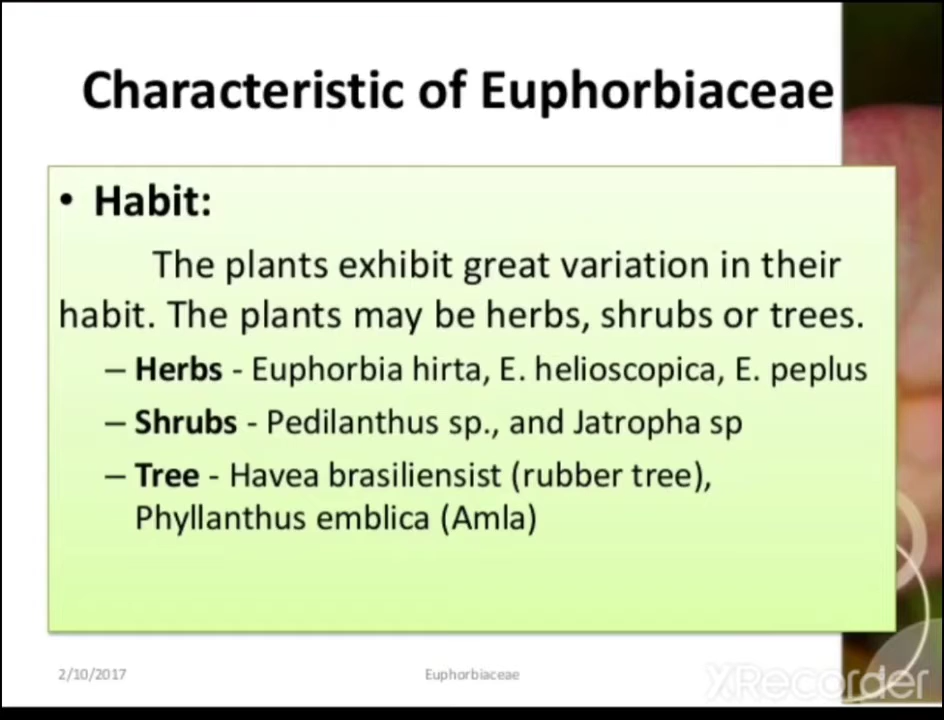 Characteristic of Euphorbiaceae
• Habit:
The plants exhibit great variation in their
habit. The plants may be herbs, shrubs or trees.
– Herbs - Euphorbia hirta, E. helioscopica, E. peplus
– Shrubs - Pedilanthus sp., and Jatropha sp
– Tree - Havea brasiliensist (rubber tree),
Phyllanthus emblica (Amla)
2/10/2017
Euphorbiaceae
XRecorder